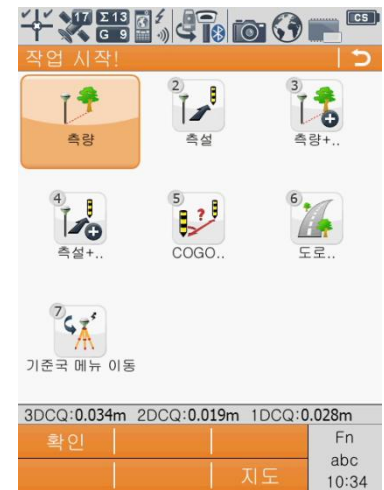 17 Σ 13 CS
G 9
작업 시작!
측량
2 3
측설 측량+..
4 5 6
측설+.. COGO.. 도로..
7
기준국 메뉴 이동
3DCQ:0.034m 2DCQ:0.019m 1DCQ:0.028m
확인 Fn
지도 abc
10:34